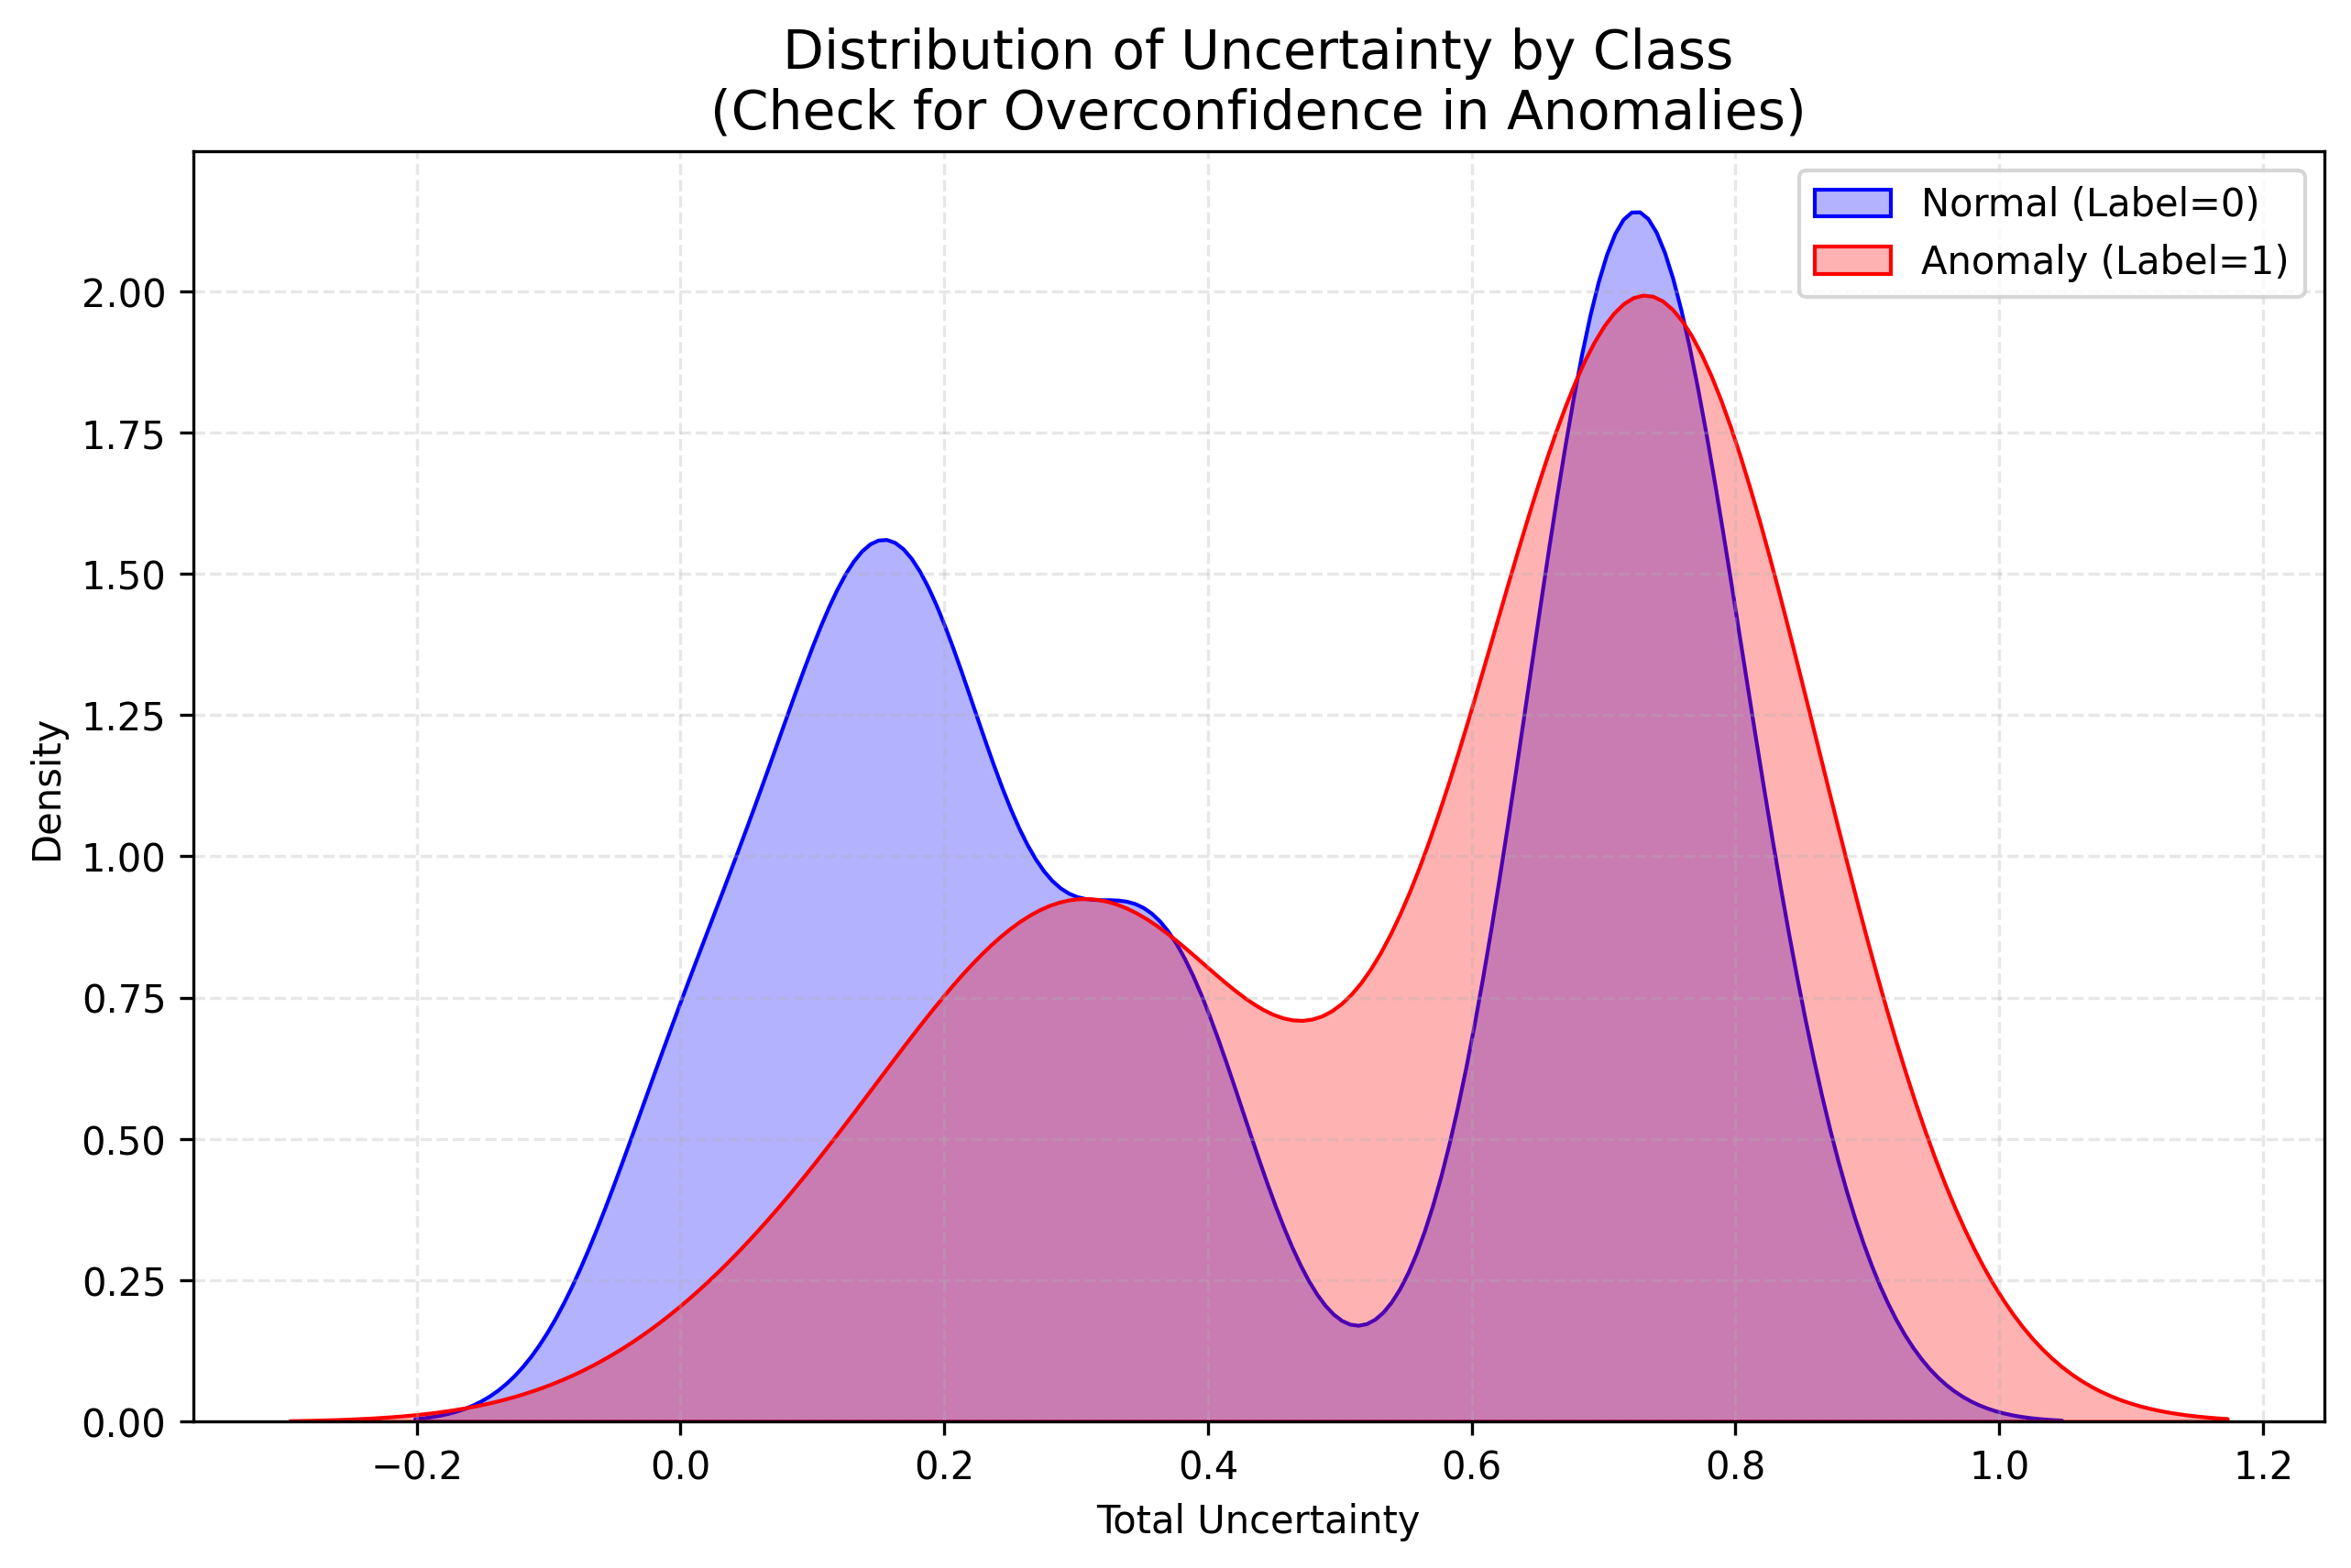 Distribution of Uncertainty by Class
(Check for Overconfidence in Anomalies)
Normal (Label=0)
Anomaly (Label=1)
Density
2.00
1.75
1.50
1.25
1.00
0.75
0.50
0.25
0.00
−0.2
0.0
0.2
0.4
0.6
0.8
1.0
1.2
Total Uncertainty